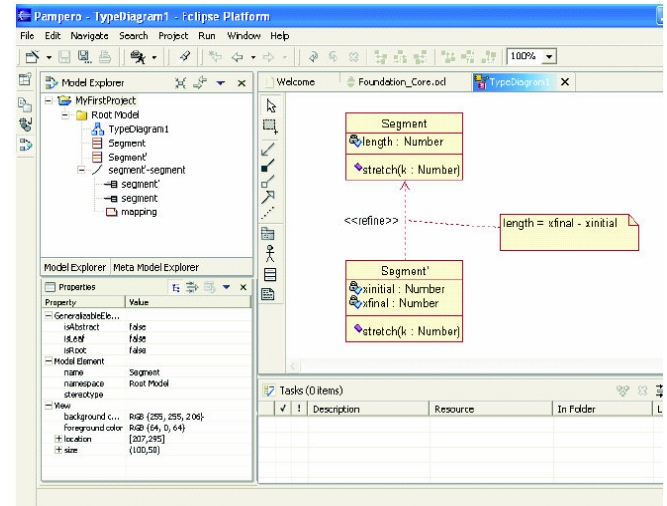 Pampero - TypeDiagram1 - Eclipse Platform
File Edit Navigate Search Project Run Window Help
100%
Model Explorer
MyFirstProject
Root Model
TypeDiagram1
Segment
Segment'
segment'-segment
segment'
segment
mapping
Model Explorer Meta Model Explorer
Properties
Property Value
GeneralizableEle...
isAbstract false
isLeaf false
isRoot false
Model Element
name Segment
namespace Root Model
stereotype
View
background c... RGB {255, 255, 206}
foreground color RGB {64, 0, 64}
location [207,295]
size (100,50)
Welcome Foundation_Core.ocl TypeDiagram1
Segment
length : Number
stretch(k : Number)
<<refine>>
length = xfinal - xinitial
Segment'
xinitial : Number
xfinal : Number
stretch(k : Number)
Tasks (0 items)
✓ ! Description Resource In Folder L